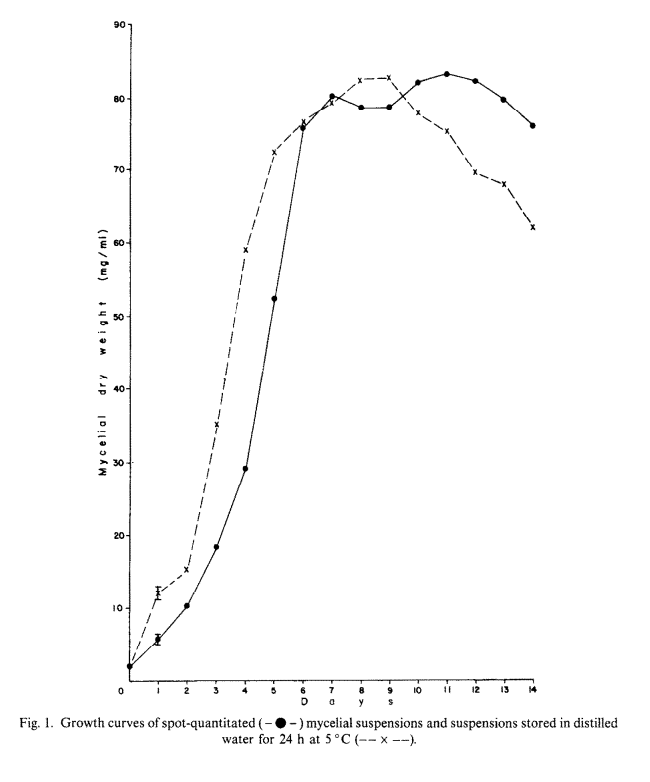 90
80
70
60
50
40
30
20
10
Mycelial dry weight (mg/ml)
0 1 2 3 4 5 6 7 8 9 10 11 12 13 14
Days
Fig. 1. Growth curves of spot-quantitated (– ● –) mycelial suspensions and suspensions stored in distilled
water for 24 h at 5 °C (–– × ––).